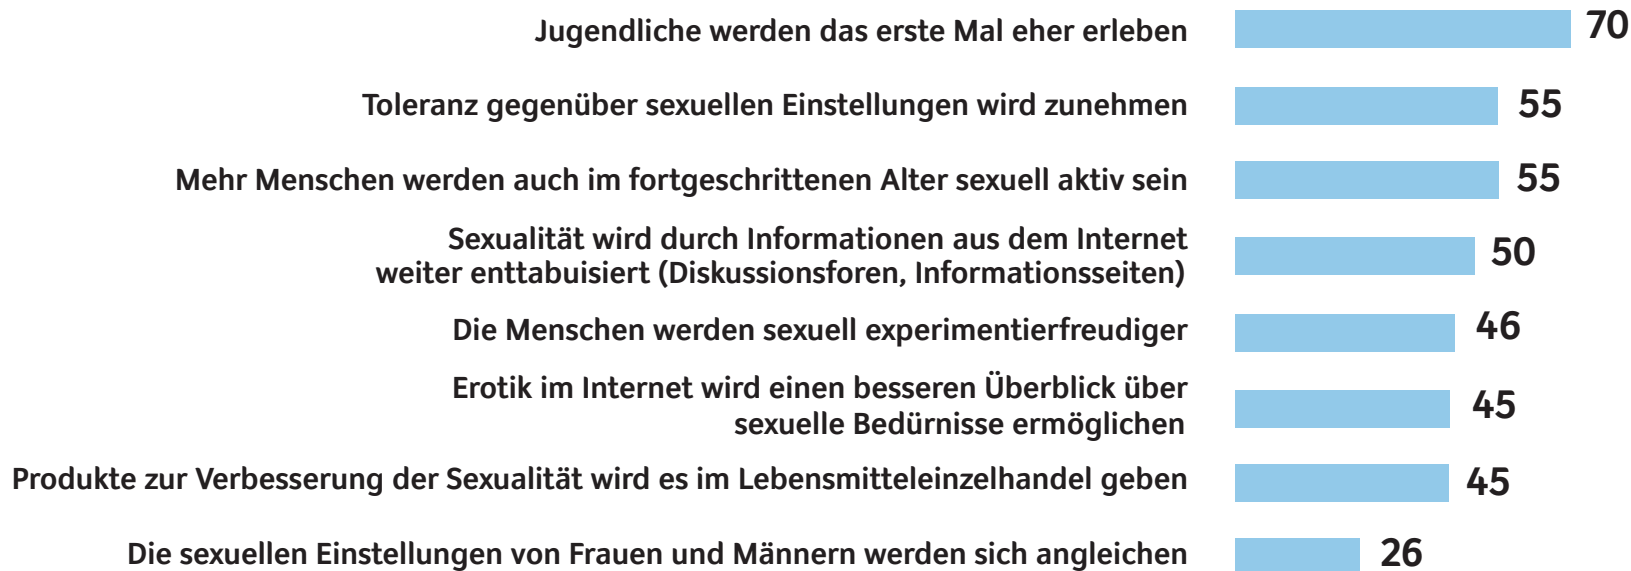 Jugendliche werden das erste Mal eher erleben 70
Toleranz gegenüber sexuellen Einstellungen wird zunehmen 55
Mehr Menschen werden auch im fortgeschrittenen Alter sexuell aktiv sein 55
Sexualität wird durch Informationen aus dem Internet
weiter enttabuisiert (Diskussionsforen, Informationsseiten) 50
Die Menschen werden sexuell experimentierfreudiger 46
Erotik im Internet wird einen besseren Überblick über
sexuelle Bedürnisse ermöglichen 45
Produkte zur Verbesserung der Sexualität wird es im Lebensmitteleinzelhandel geben 45
Die sexuellen Einstellungen von Frauen und Männern werden sich angleichen 26